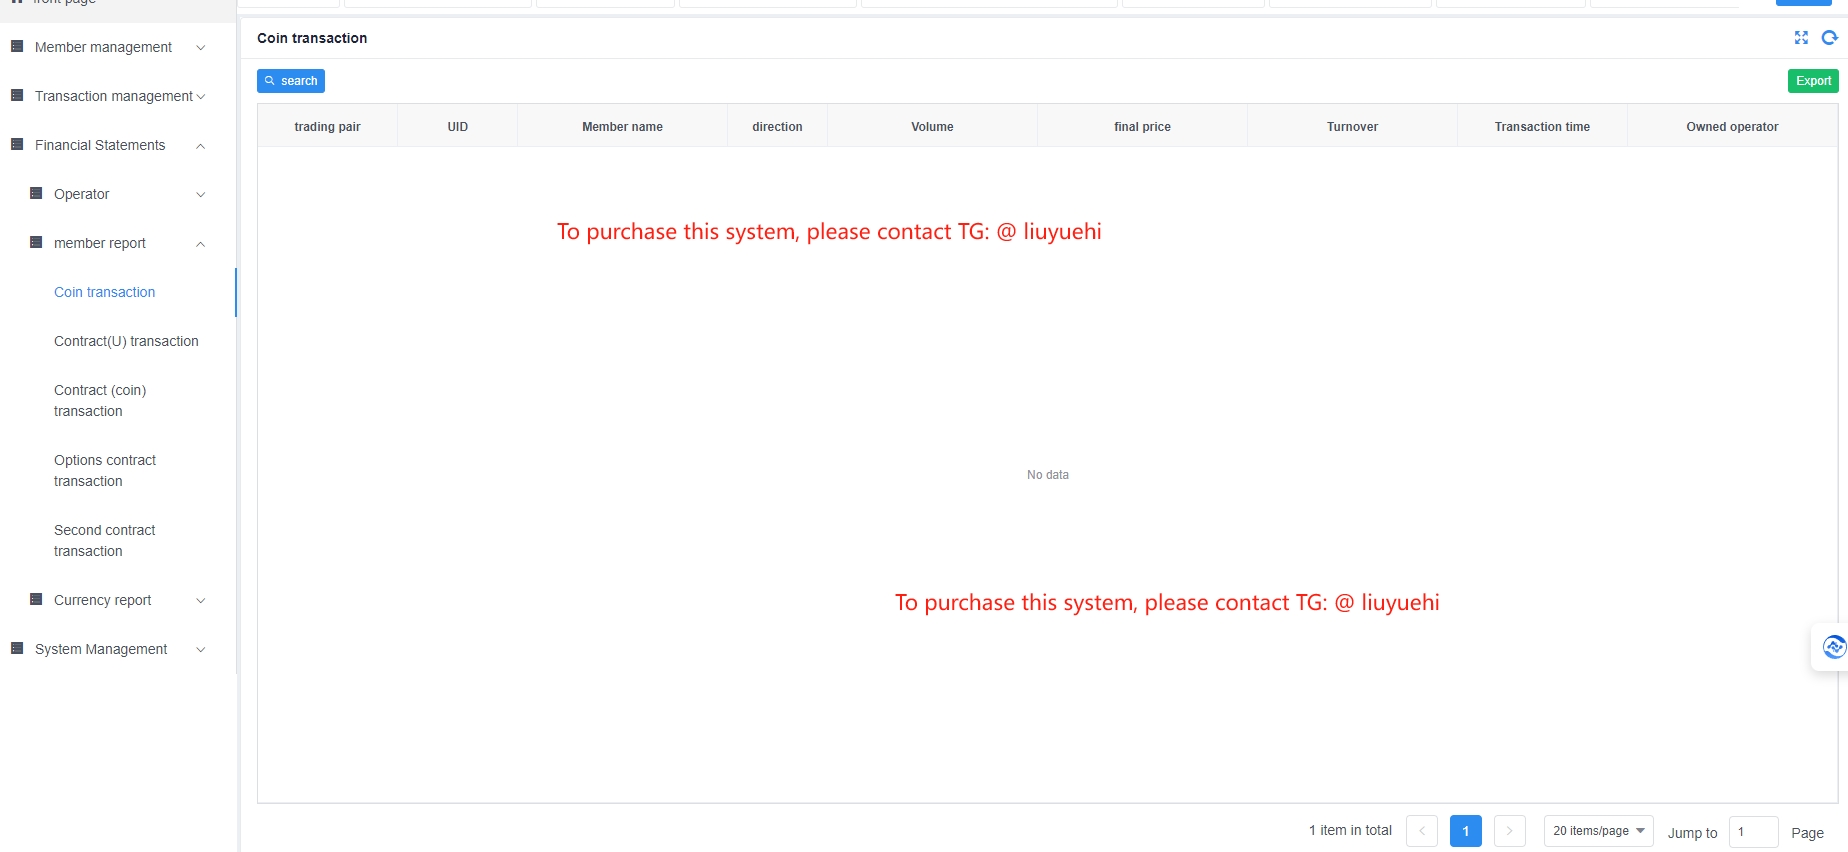 front page
Member management
Transaction management
Financial Statements
Operator
member report
Coin transaction
Contract(U) transaction
Contract (coin)
transaction
Options contract
transaction
Second contract
transaction
Currency report
System Management
Coin transaction
search
Export
trading pair UID Member name direction Volume final price Turnover Transaction time Owned operator
To purchase this system, please contact TG: @ liuyuehi
No data
To purchase this system, please contact TG: @ liuyuehi
1 item in total < 1 > 20 items/page Jump to 1 Page